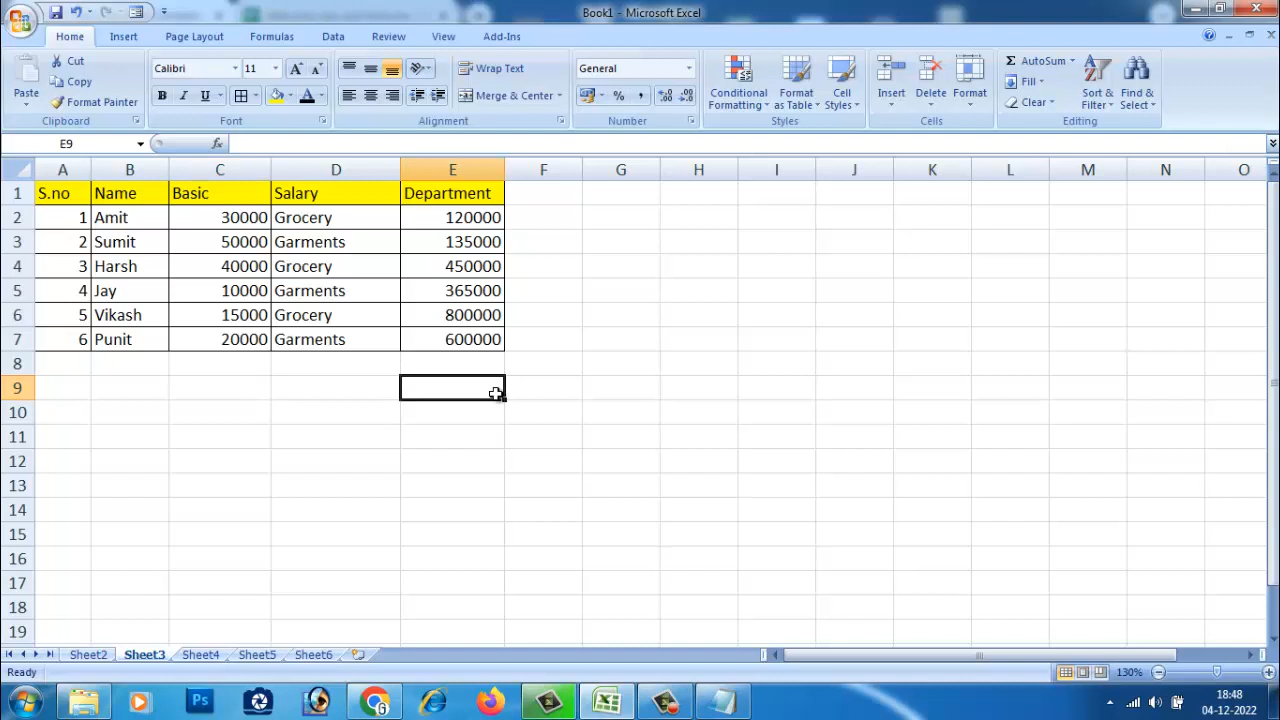 Book1 - Microsoft Excel
Home Insert Page Layout Formulas Data Review View Add-Ins
Paste
Cut
Copy
Format Painter
Clipboard
Calibri 11
B I U
Font
Wrap Text
Merge & Center
Alignment
General
Number
Conditional Formatting
Format as Table
Cell Styles
Styles
Insert Delete Format
Cells
AutoSum
Fill
Clear
Sort & Filter
Find & Select
Editing
E9 fx
A B C D E F G H I J K L M N O
1 S.no Name Basic Salary Department
2 1 Amit 30000 Grocery 120000
3 2 Sumit 50000 Garments 135000
4 3 Harsh 40000 Grocery 450000
5 4 Jay 10000 Garments 365000
6 5 Vikash 15000 Grocery 800000
7 6 Punit 20000 Garments 600000
8
9
10
11
12
13
14
15
16
17
18
19
Sheet2 Sheet3 Sheet4 Sheet5 Sheet6
Ready 130%
Ps 18:48
04-12-2022